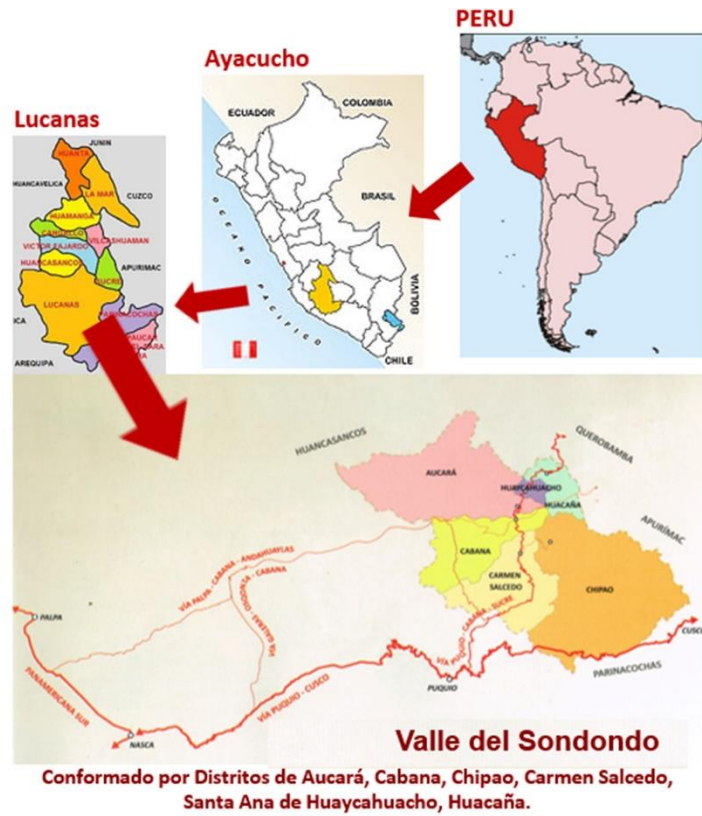 PERU
Ayacucho
Lucanas
ECUADOR
COLOMBIA
BRASIL
OCEANO PACIFICO
BOLIVIA
CHILE
JUNIN
HUANTA
HUANCAVELICA
LA MAR
CUZCO
HUAMANGA
CANGALLO
VILCASHUAMAN
VICTOR FAJARDO
HUANCASANCOS
APURIMAC
SUCRE
LUCANAS
ICA
AREQUIPA
HUANCASANCOS
QUEROBAMBA
AUCARÁ
HUAYCAHUACHO
HUACAÑA
APURÍMAC
CABANA
CARMEN
SALCEDO
CHIPAO
VÍA PALPA - CABANA - ANDAHUAYLAS
VÍA PUQUIO - CABANA - SUCRE
PALPA
PANAMERICANA SUR
VÍA PUQUIO - CUSCO
PUQUIO
CUSCO
PARINACOCHAS
NASCA
Valle del Sondondo
Conformado por Distritos de Aucará, Cabana, Chipao, Carmen Salcedo,
Santa Ana de Huaycahuacho, Huacaña.